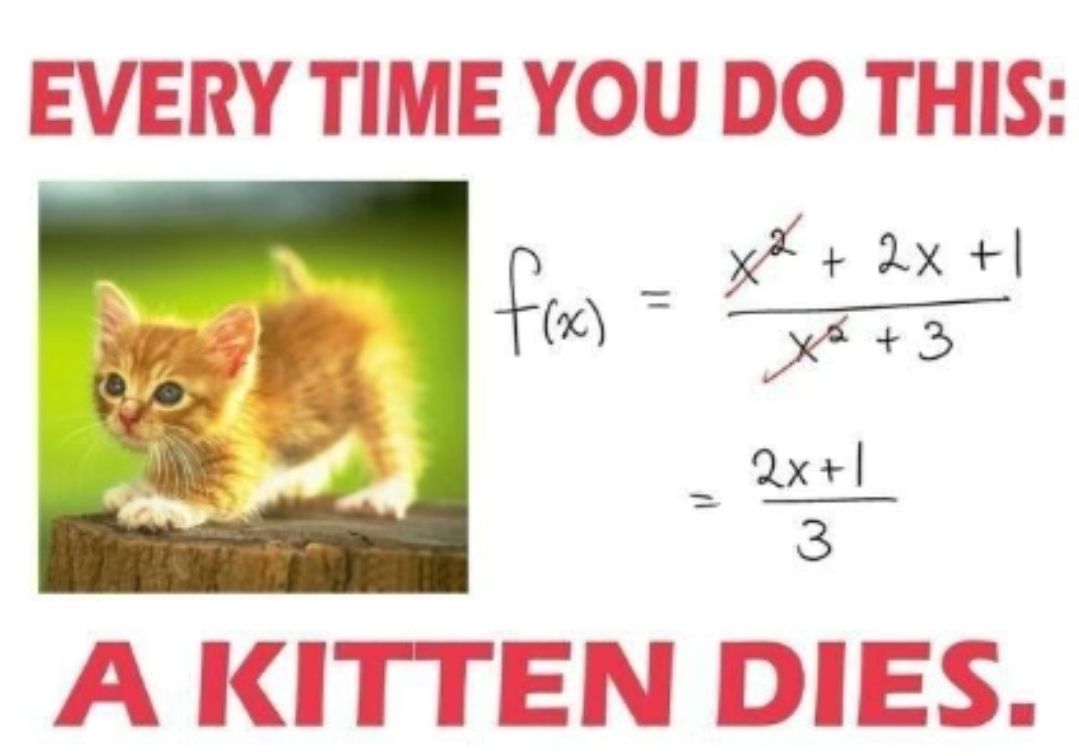 EVERY TIME YOU DO THIS:
f(x) = x² + 2x + 1
x² + 3
= 2x+1
3
A KITTEN DIES.